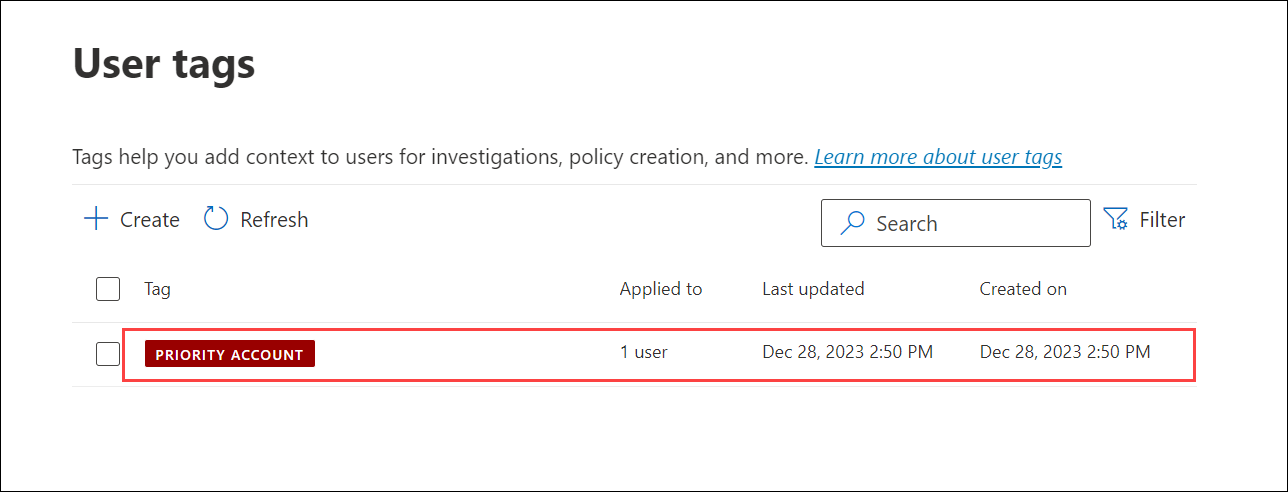 User tags
Tags help you add context to users for investigations, policy creation, and more. Learn more about user tags
Create Refresh Search Filter
Tag Applied to Last updated Created on
PRIORITY ACCOUNT 1 user Dec 28, 2023 2:50 PM Dec 28, 2023 2:50 PM